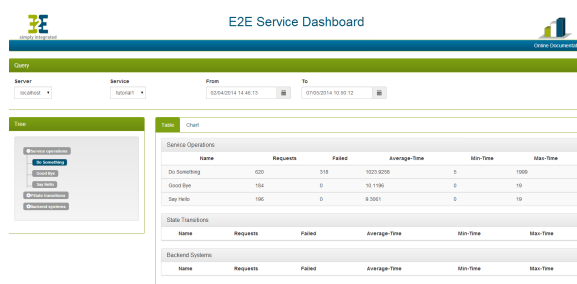 E2E Service Dashboard
simply integrated
Online Documentat
Query
Server Service From To
localhost tutorial1 02/04/2014 14:46:13 07/05/2014 10:50:12
Tree
Table Chart
Service operations
Do Something
Good Bye
Say Hello
State transitions
Backend systems
Service Operations
Name Requests Failed Average-Time Min-Time Max-Time
Do Something 620 318 1023.9266 5 1999
Good Bye 184 0 10.1196 0 19
Say Hello 196 0 9.3061 0 19
State Transitions
Name Requests Failed Average-Time Min-Time Max-Time
Backend Systems
Name Requests Failed Average-Time Min-Time Max-Time